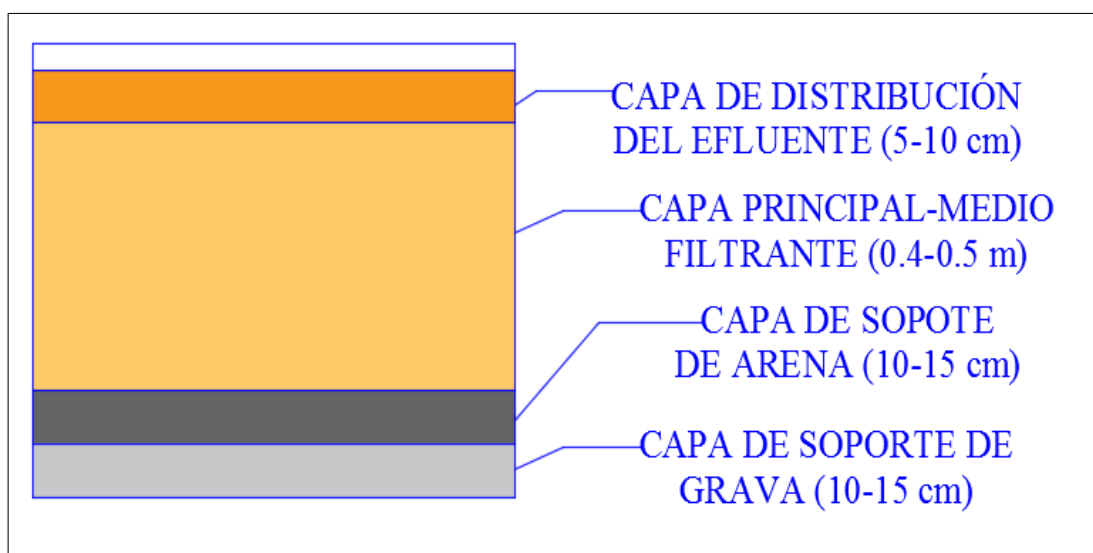 CAPA DE DISTRIBUCIÓN
DEL EFLUENTE (5-10 cm)
CAPA PRINCIPAL-MEDIO
FILTRANTE (0.4-0.5 m)
CAPA DE SOPOTE
DE ARENA (10-15 cm)
CAPA DE SOPORTE DE
GRAVA (10-15 cm)